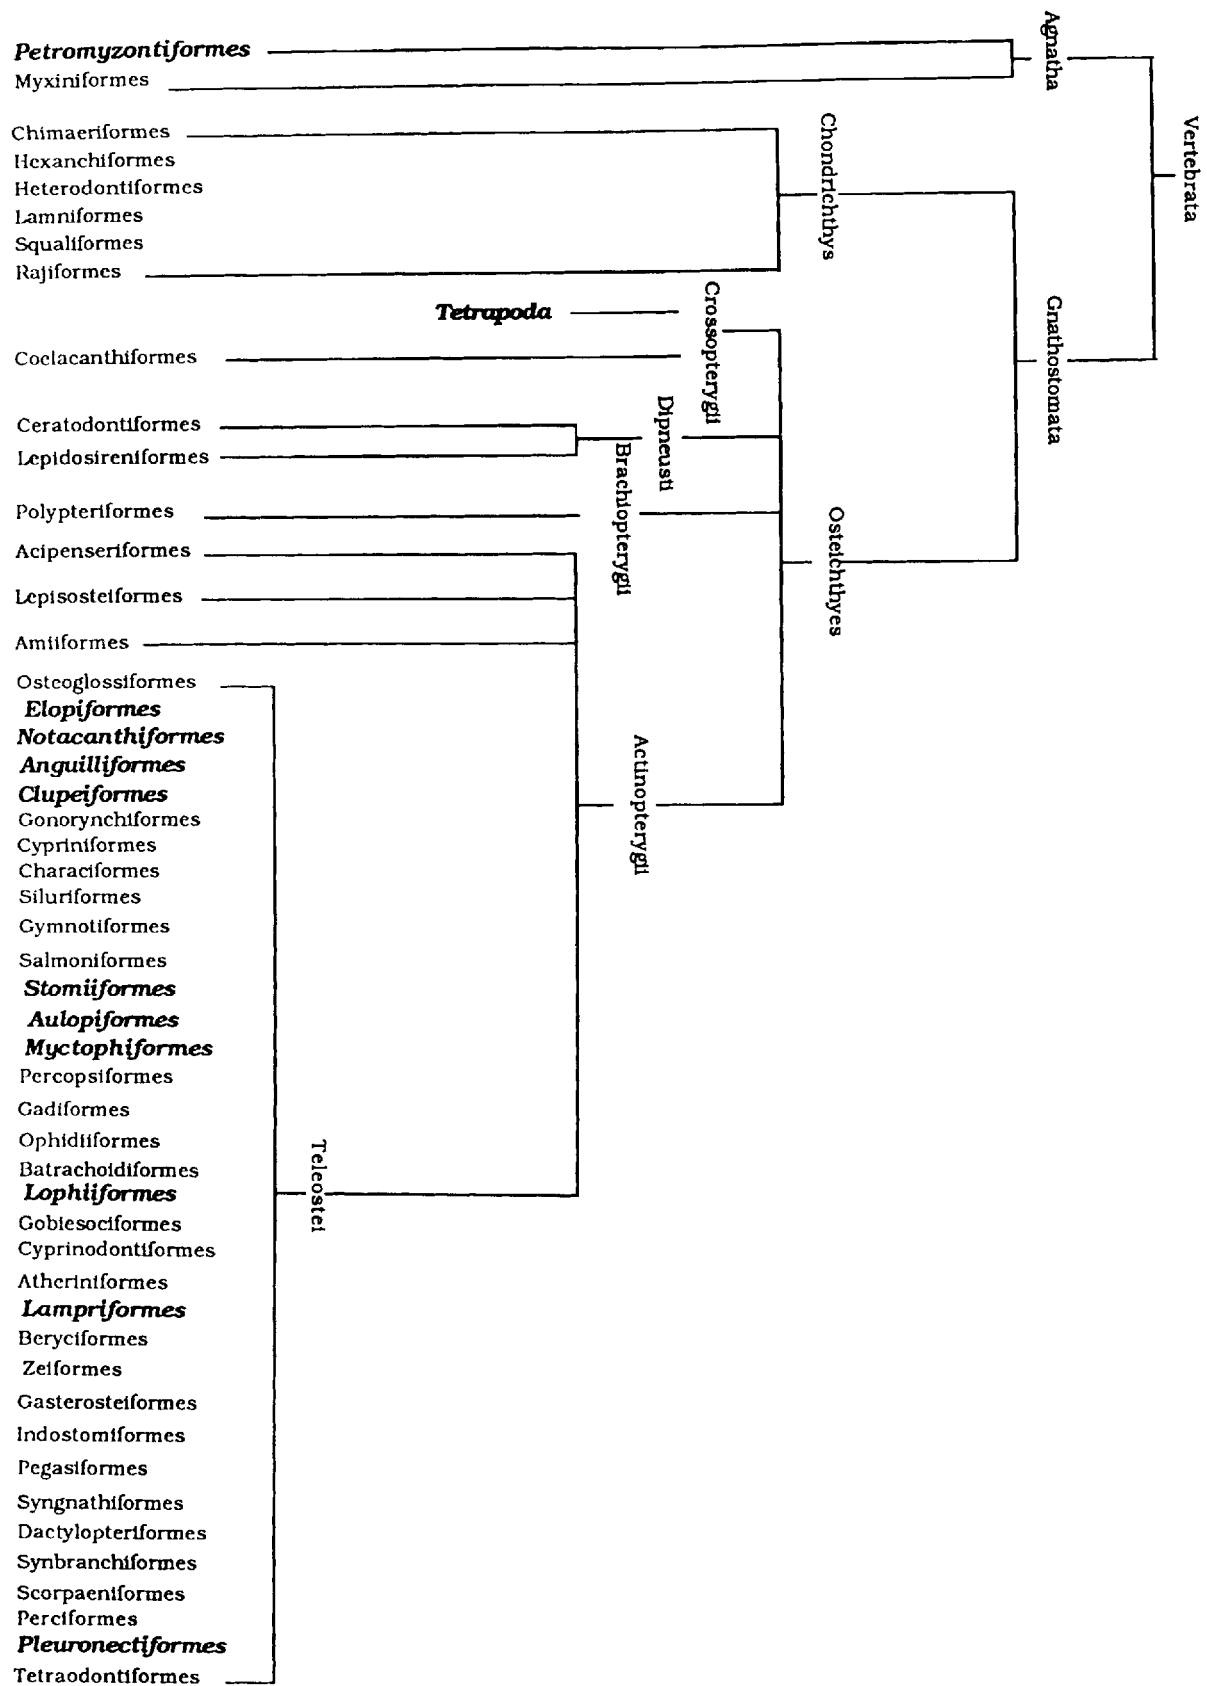 Petromyzontiformes
Myxiniformes
Agnatha
Vertebrata
Chimaeriformes
Hexanchiformes
Heterodontiformes
Lamniformes
Squaliformes
Rajiformes
Chondrichthys
Tetrapoda
Crossopterygii
Gnathostomata
Coelacanthiformes
Ceratodontiformes
Lepidosireniformes
Dipneusti
Polypteriformes
Brachiopterygii
Osteichthyes
Acipenseriformes
Lepisosteiformes
Amiiformes
Actinopterygii
Osteoglossiformes
Elopiformes
Notacanthiformes
Anguilliformes
Clupeiformes
Gonorynchiformes
Cypriniformes
Characiformes
Siluriformes
Gymnotiformes
Salmoniformes
Stomiiformes
Aulopiformes
Myctophiformes
Percopsiformes
Gadiformes
Ophidiiformes
Batrachoidiformes
Lophiiformes
Teleostei
Gobiesociformes
Cyprinodontiformes
Atheriniformes
Lampriformes
Beryciformes
Zeiformes
Gasterosteiformes
Indostomiformes
Pegasiformes
Syngnathiformes
Dactylopteriformes
Synbranchiformes
Scorpaeniformes
Perciformes
Pleuronectiformes
Tetraodontiformes